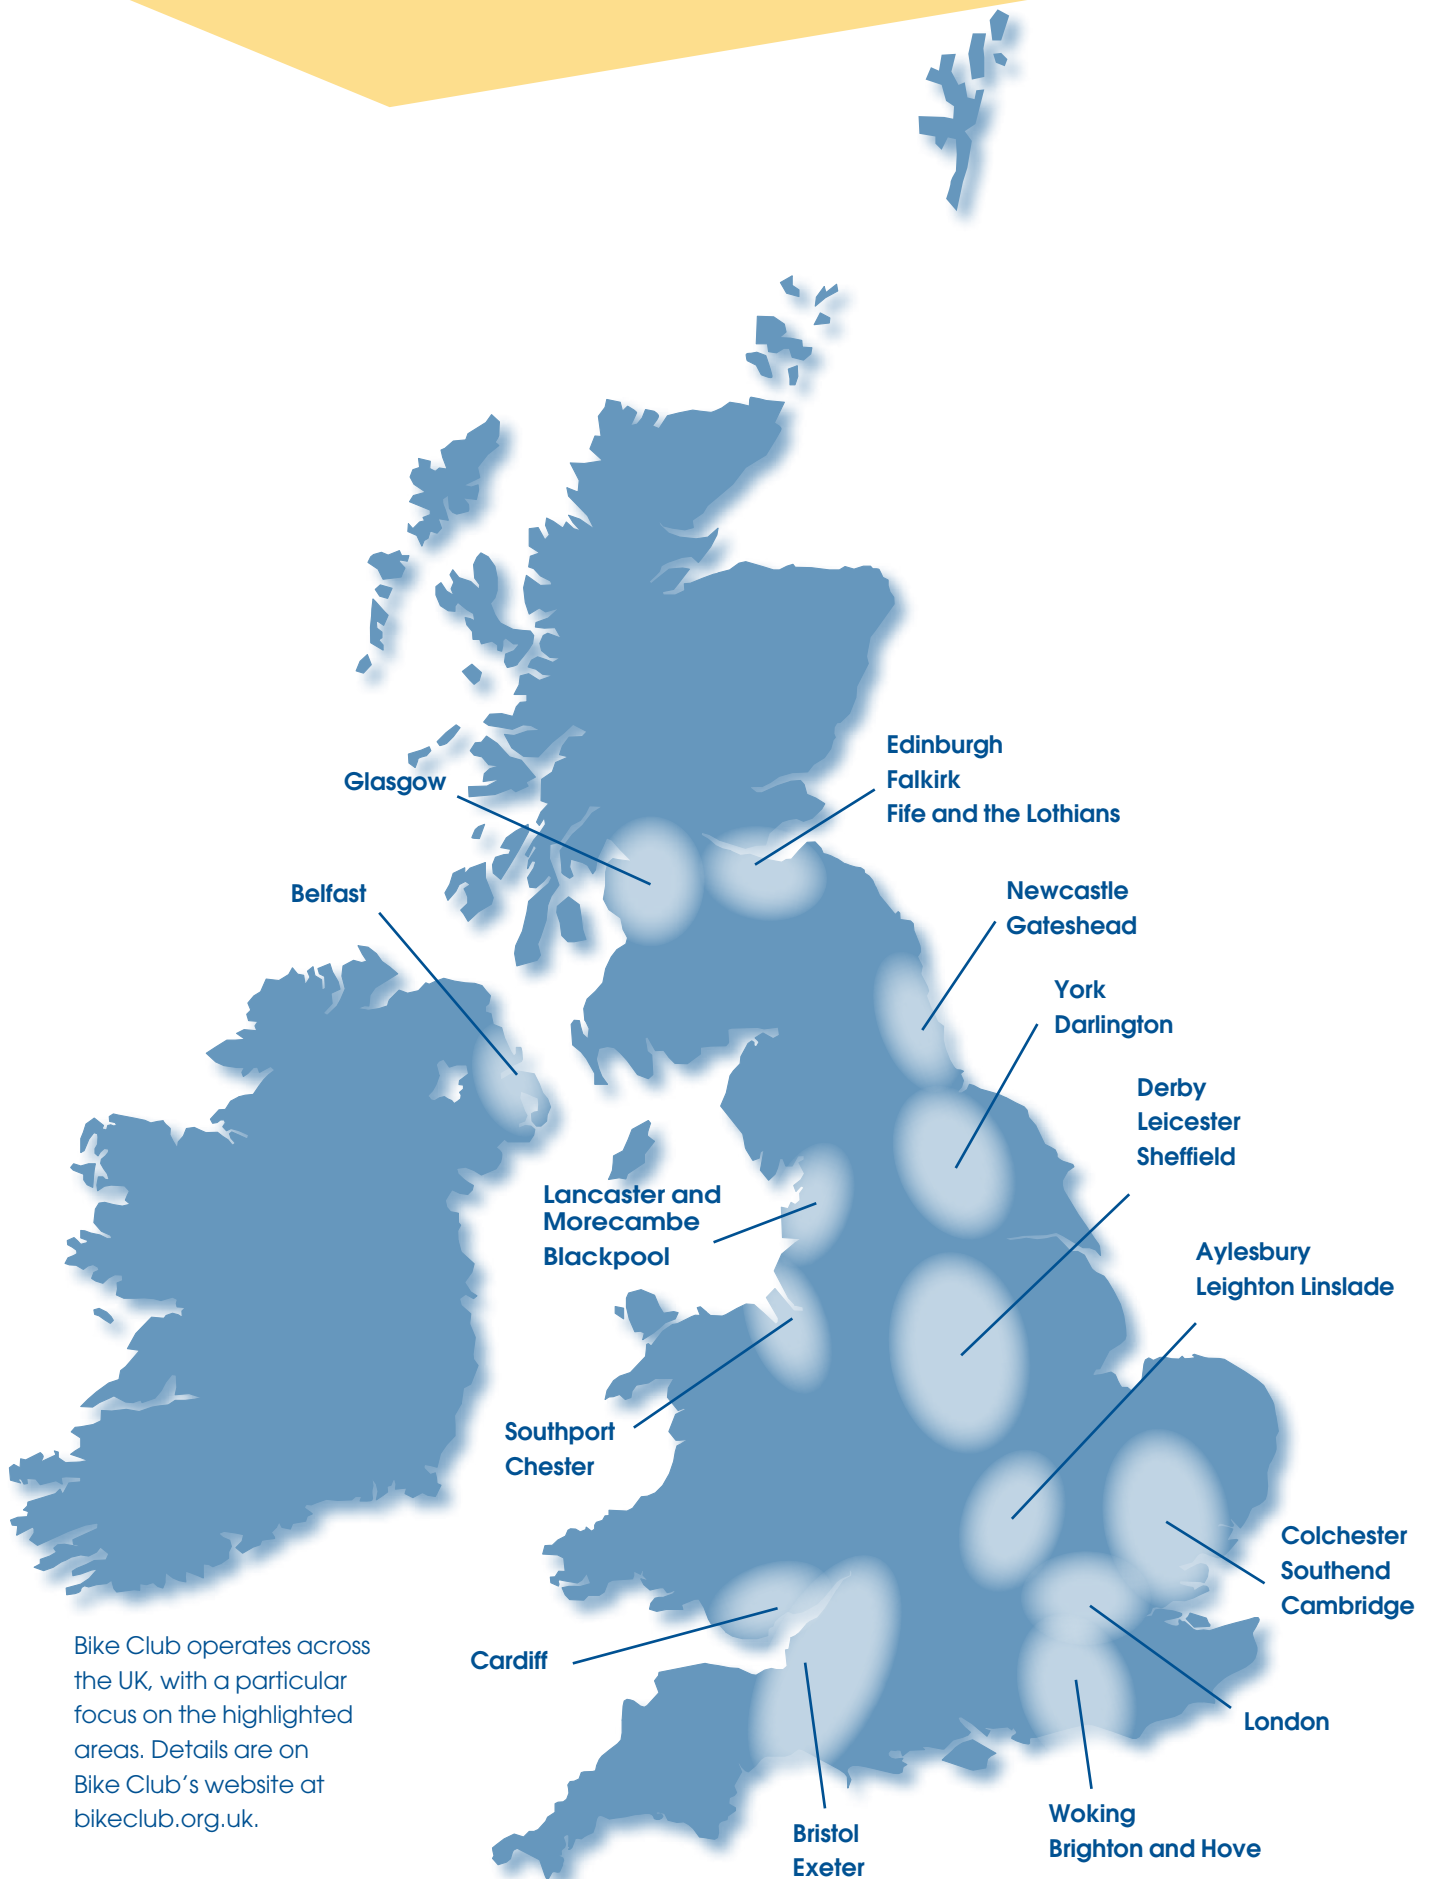 Edinburgh
Falkirk
Fife and the Lothians
Glasgow
Belfast
Newcastle
Gateshead
York
Darlington
Derby
Leicester
Sheffield
Lancaster and
Morecambe
Blackpool
Aylesbury
Leighton Linslade
Southport
Chester
Colchester
Southend
Cambridge
Cardiff
London
Woking
Brighton and Hove
Bristol
Exeter
Bike Club operates across
the UK, with a particular
focus on the highlighted
areas. Details are on
Bike Club’s website at
bikeclub.org.uk.